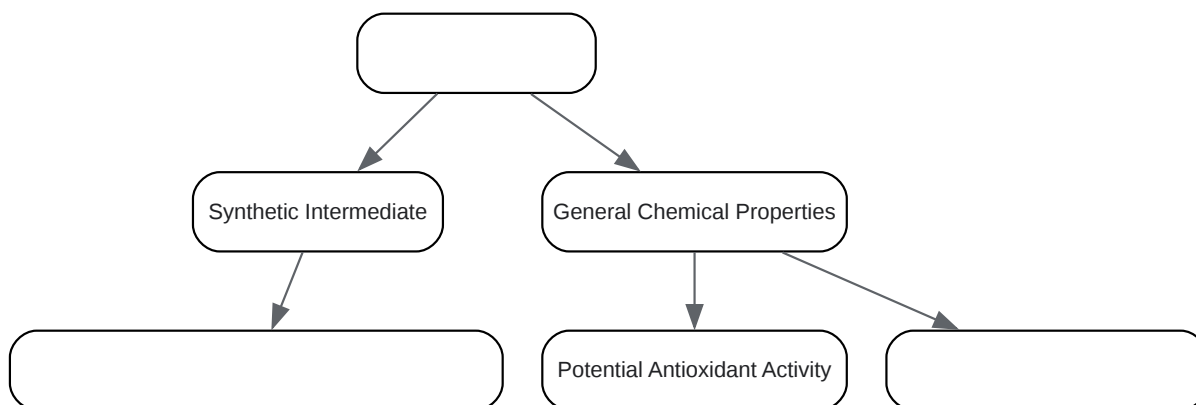 Synthetic Intermediate
General Chemical Properties
Potential Antioxidant Activity